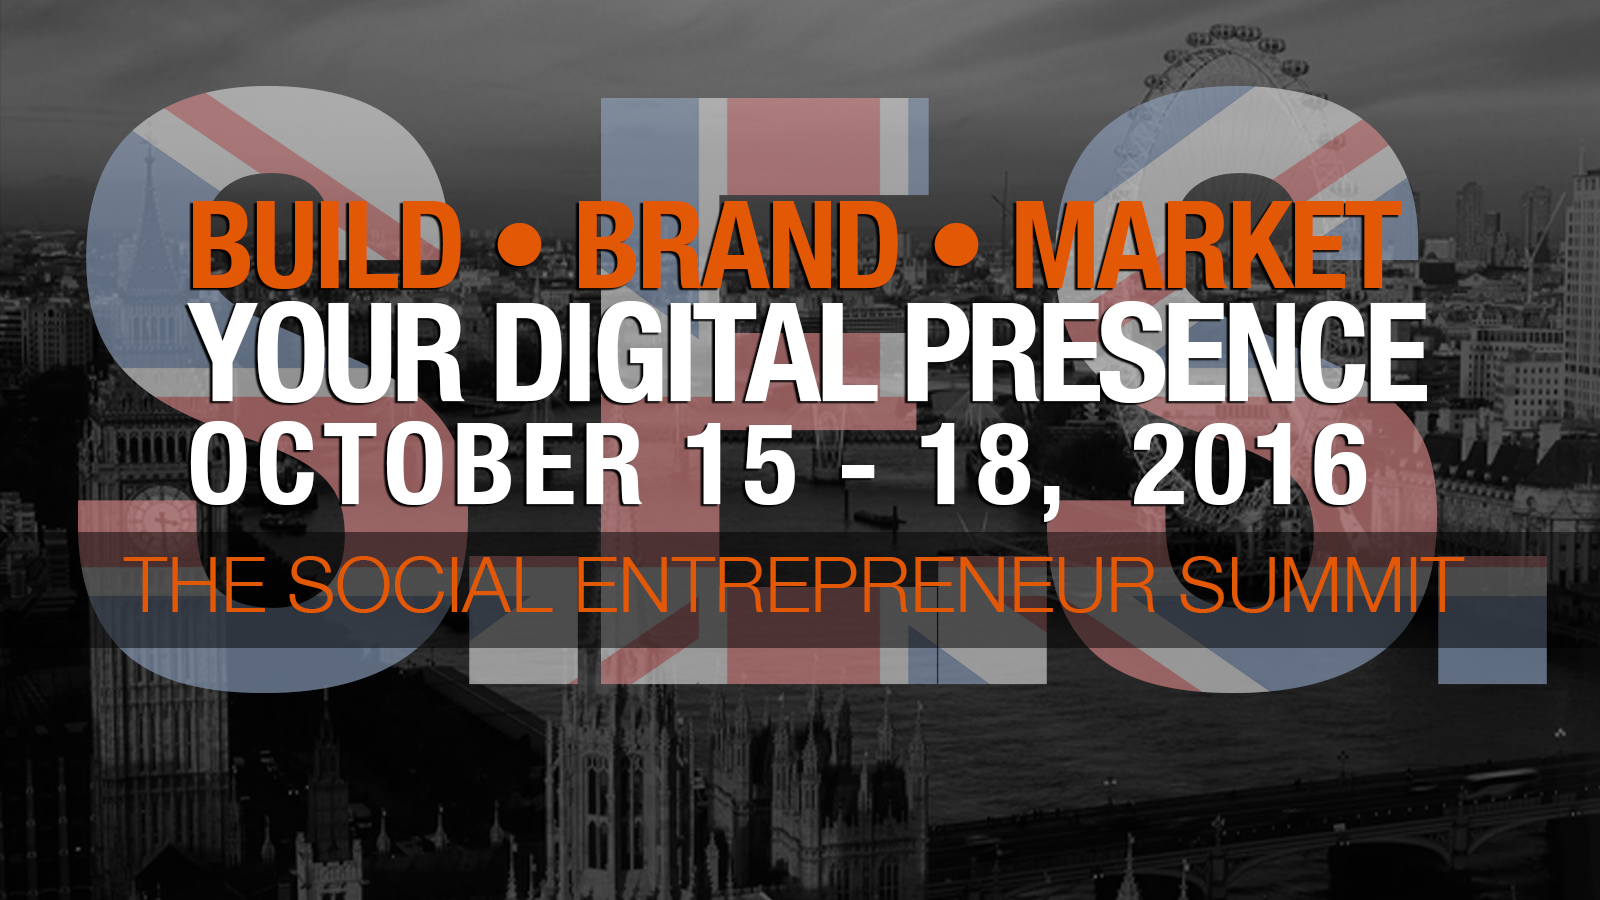 S.E.S.
BUILD • BRAND • MARKET
YOUR DIGITAL PRESENCE
OCTOBER 15 - 18, 2016
THE SOCIAL ENTREPRENEUR SUMMIT